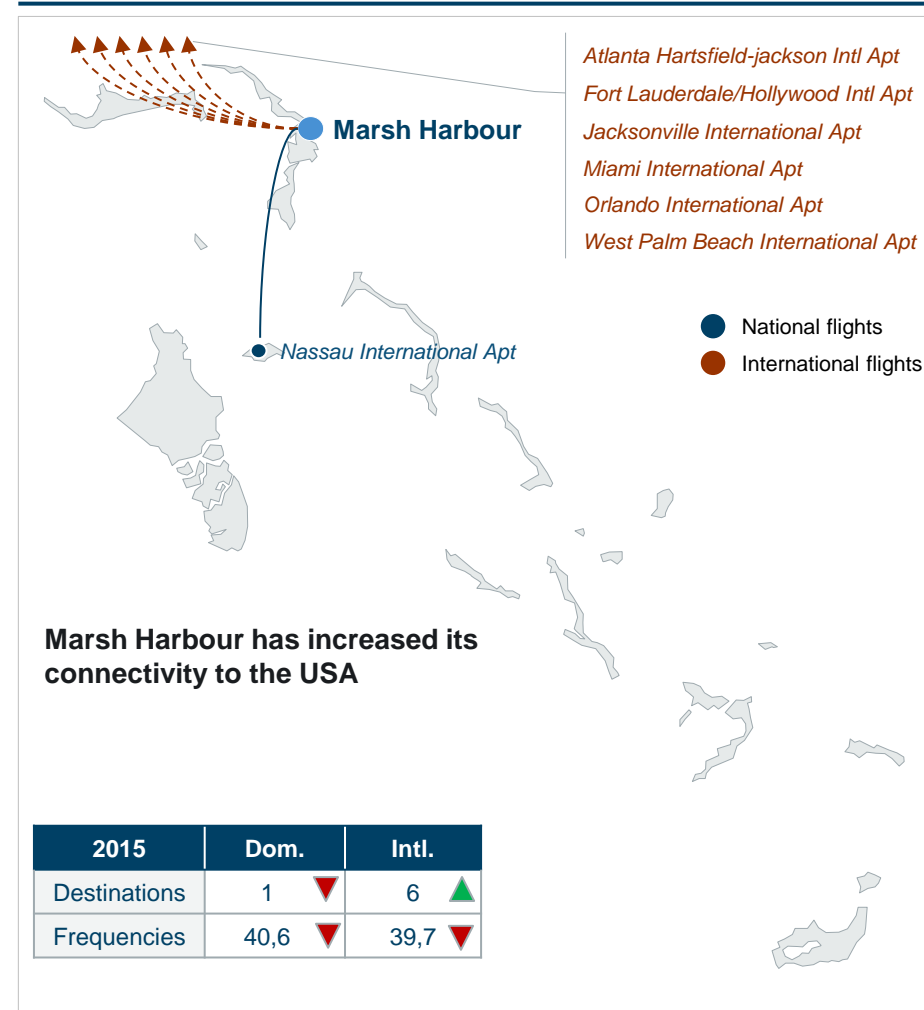 Atlanta Hartsfield-jackson Intl Apt
Fort Lauderdale/Hollywood Intl Apt
Jacksonville International Apt
Miami International Apt
Orlando International Apt
West Palm Beach International Apt
Marsh Harbour
National flights
International flights
Nassau International Apt
Marsh Harbour has increased its
connectivity to the USA
2015 Dom. Intl.
Destinations 1 6
Frequencies 40,6 39,7